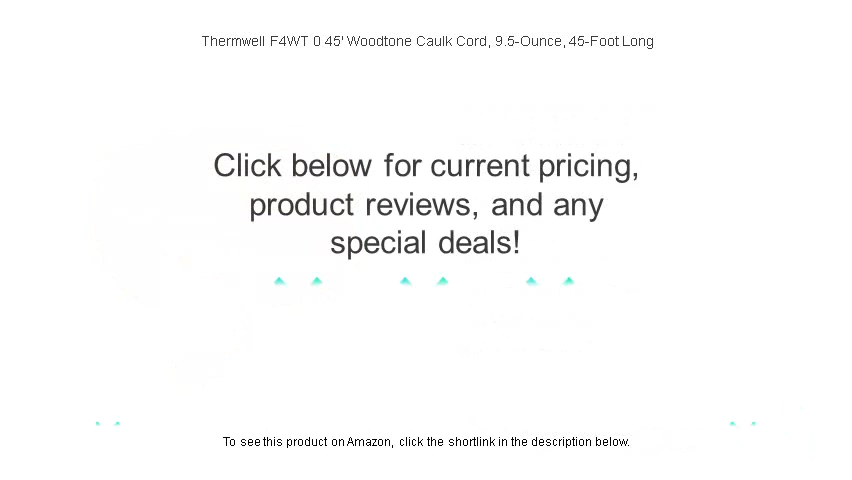 Thermwell F4WT 0 45' Woodtone Caulk Cord, 9.5-Ounce, 45-Foot Long
Click below for current pricing,
product reviews, and any
special deals!
To see this product on Amazon, click the shortlink in the description below.